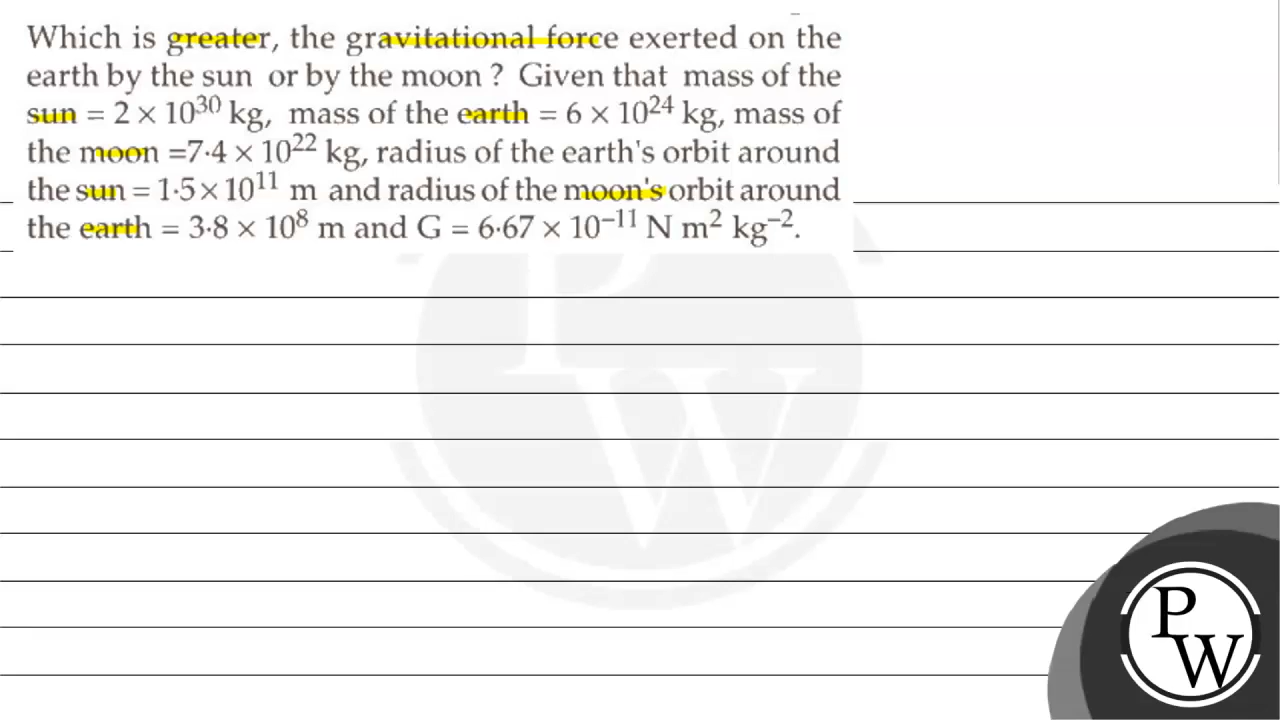 Which is greater, the gravitational force exerted on the
earth by the sun or by the moon ? Given that mass of the
sun = 2 × 10³⁰ kg, mass of the earth = 6 × 10²⁴ kg, mass of
the moon =7·4 × 10²² kg, radius of the earth's orbit around
the sun = 1·5 × 10¹¹ m and radius of the moon's orbit around
the earth = 3·8 × 10⁸ m and G = 6·67 × 10⁻¹¹ N m² kg⁻².
PW
PW